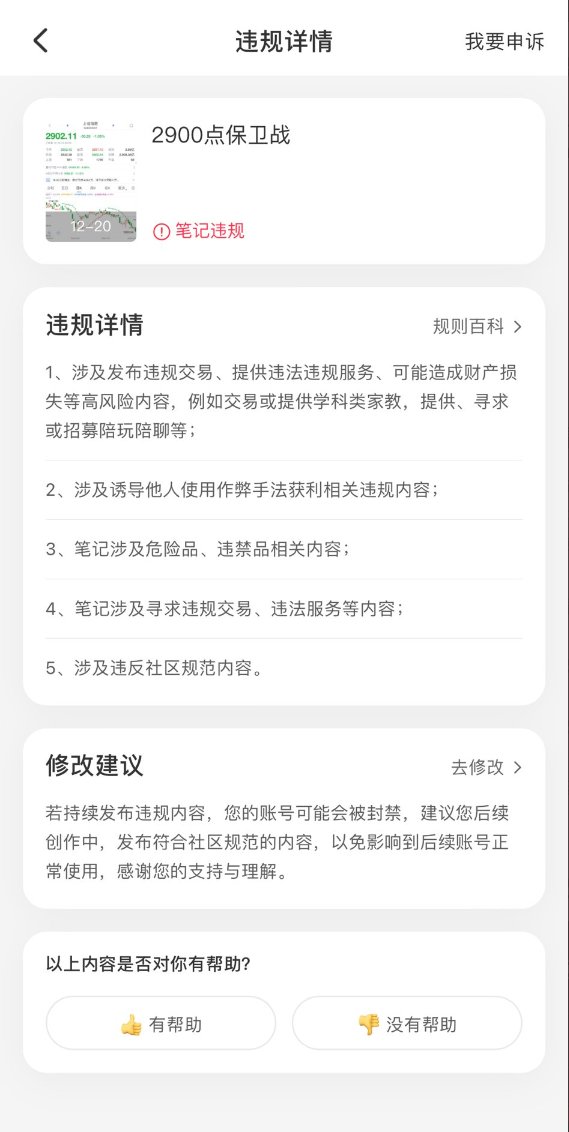 违规详情
我要申诉
2900点保卫战
2902.11
12-20
笔记违规
违规详情
规则百科
1、涉及发布违规交易、提供违法违规服务、可能造成财产损
失等高风险内容，例如交易或提供学科类家教，提供、寻求
或招募陪玩陪聊等；
2、涉及诱导他人使用作弊手法获利相关违规内容；
3、笔记涉及危险品、违禁品相关内容；
4、笔记涉及寻求违规交易、违法服务等内容；
5、涉及违反社区规范内容。
修改建议
去修改
若持续发布违规内容，您的账号可能会被封禁，建议您后续
创作中，发布符合社区规范的内容，以免影响到后续账号正
常使用，感谢您的支持与理解。
以上内容是否对你有帮助?
有帮助
没有帮助